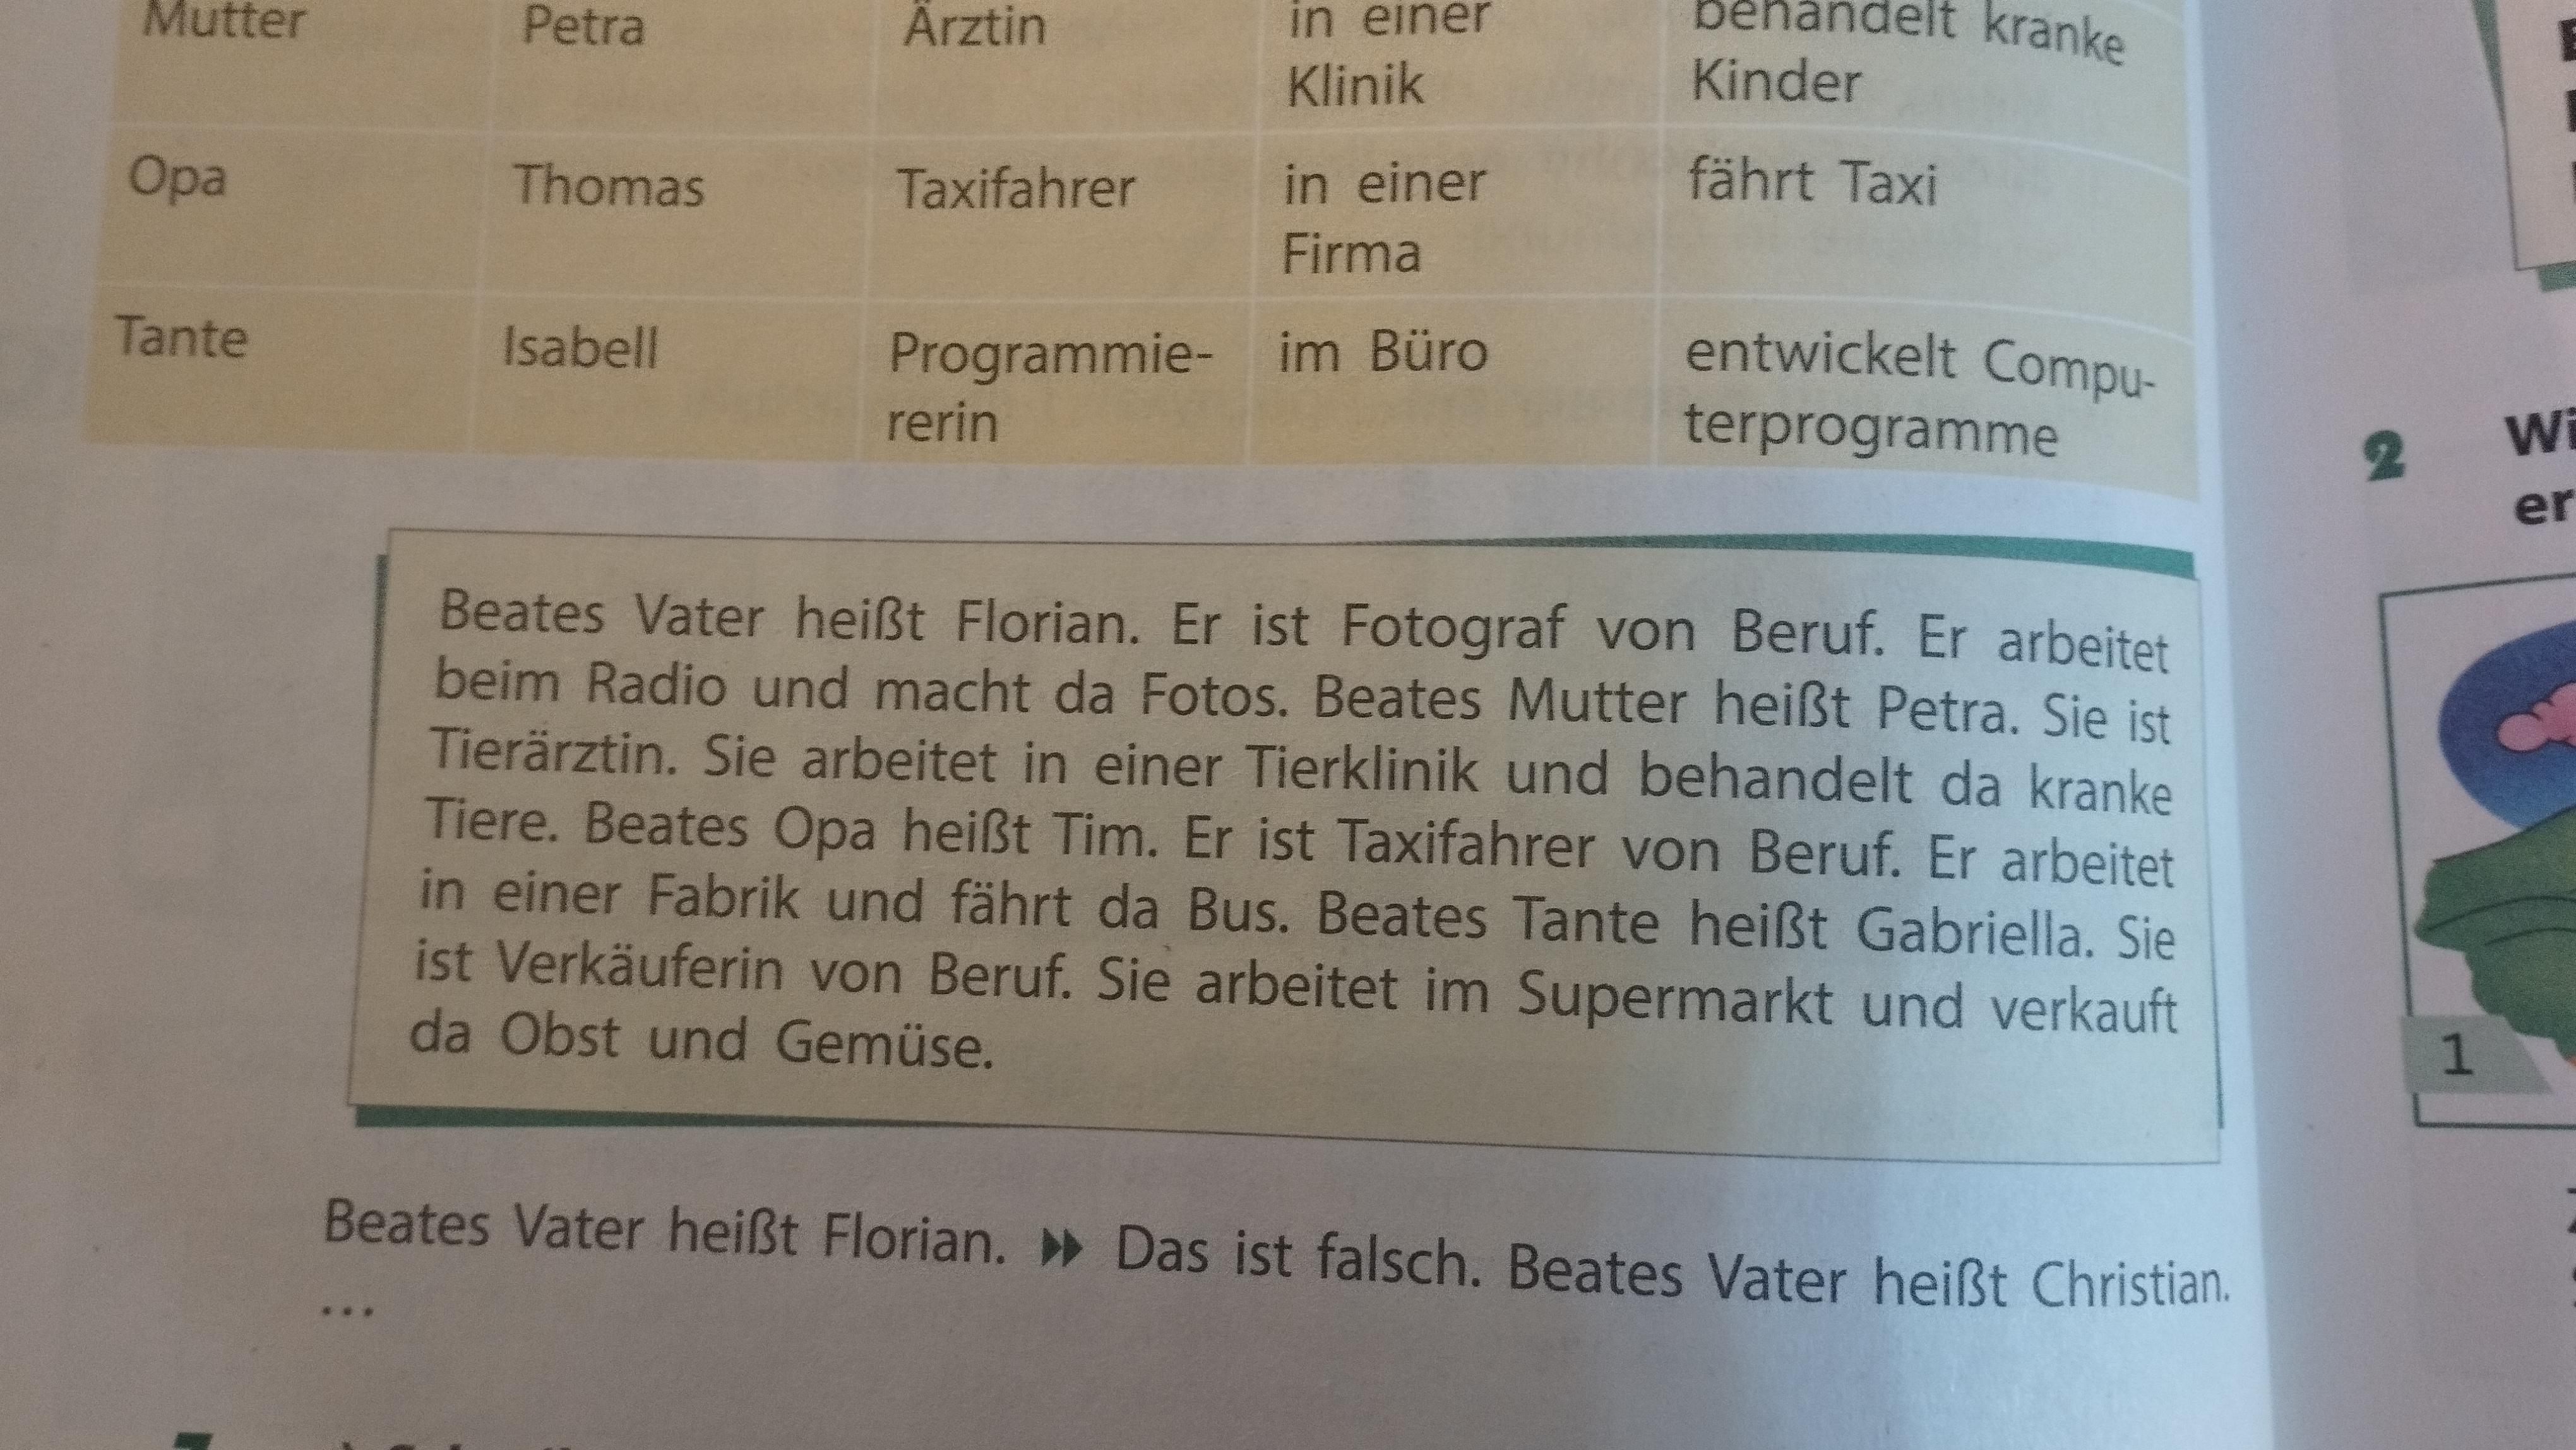 Mutter Petra Ärztin in einer behandelt kranke
Klinik Kinder
Opa Thomas Taxifahrer in einer fährt Taxi
Firma
Tante Isabell Programmie- im Büro entwickelt Compu-
rerin terprogramme
Beates Vater heißt Florian. Er ist Fotograf von Beruf. Er arbeitet
beim Radio und macht da Fotos. Beates Mutter heißt Petra. Sie ist
Tierärztin. Sie arbeitet in einer Tierklinik und behandelt da kranke
Tiere. Beates Opa heißt Tim. Er ist Taxifahrer von Beruf. Er arbeitet
in einer Fabrik und fährt da Bus. Beates Tante heißt Gabriella. Sie
ist Verkäuferin von Beruf. Sie arbeitet im Supermarkt und verkauft
da Obst und Gemüse.
Beates Vater heißt Florian. ▶▶ Das ist falsch. Beates Vater heißt Christian.
...
2 Wi
er
1